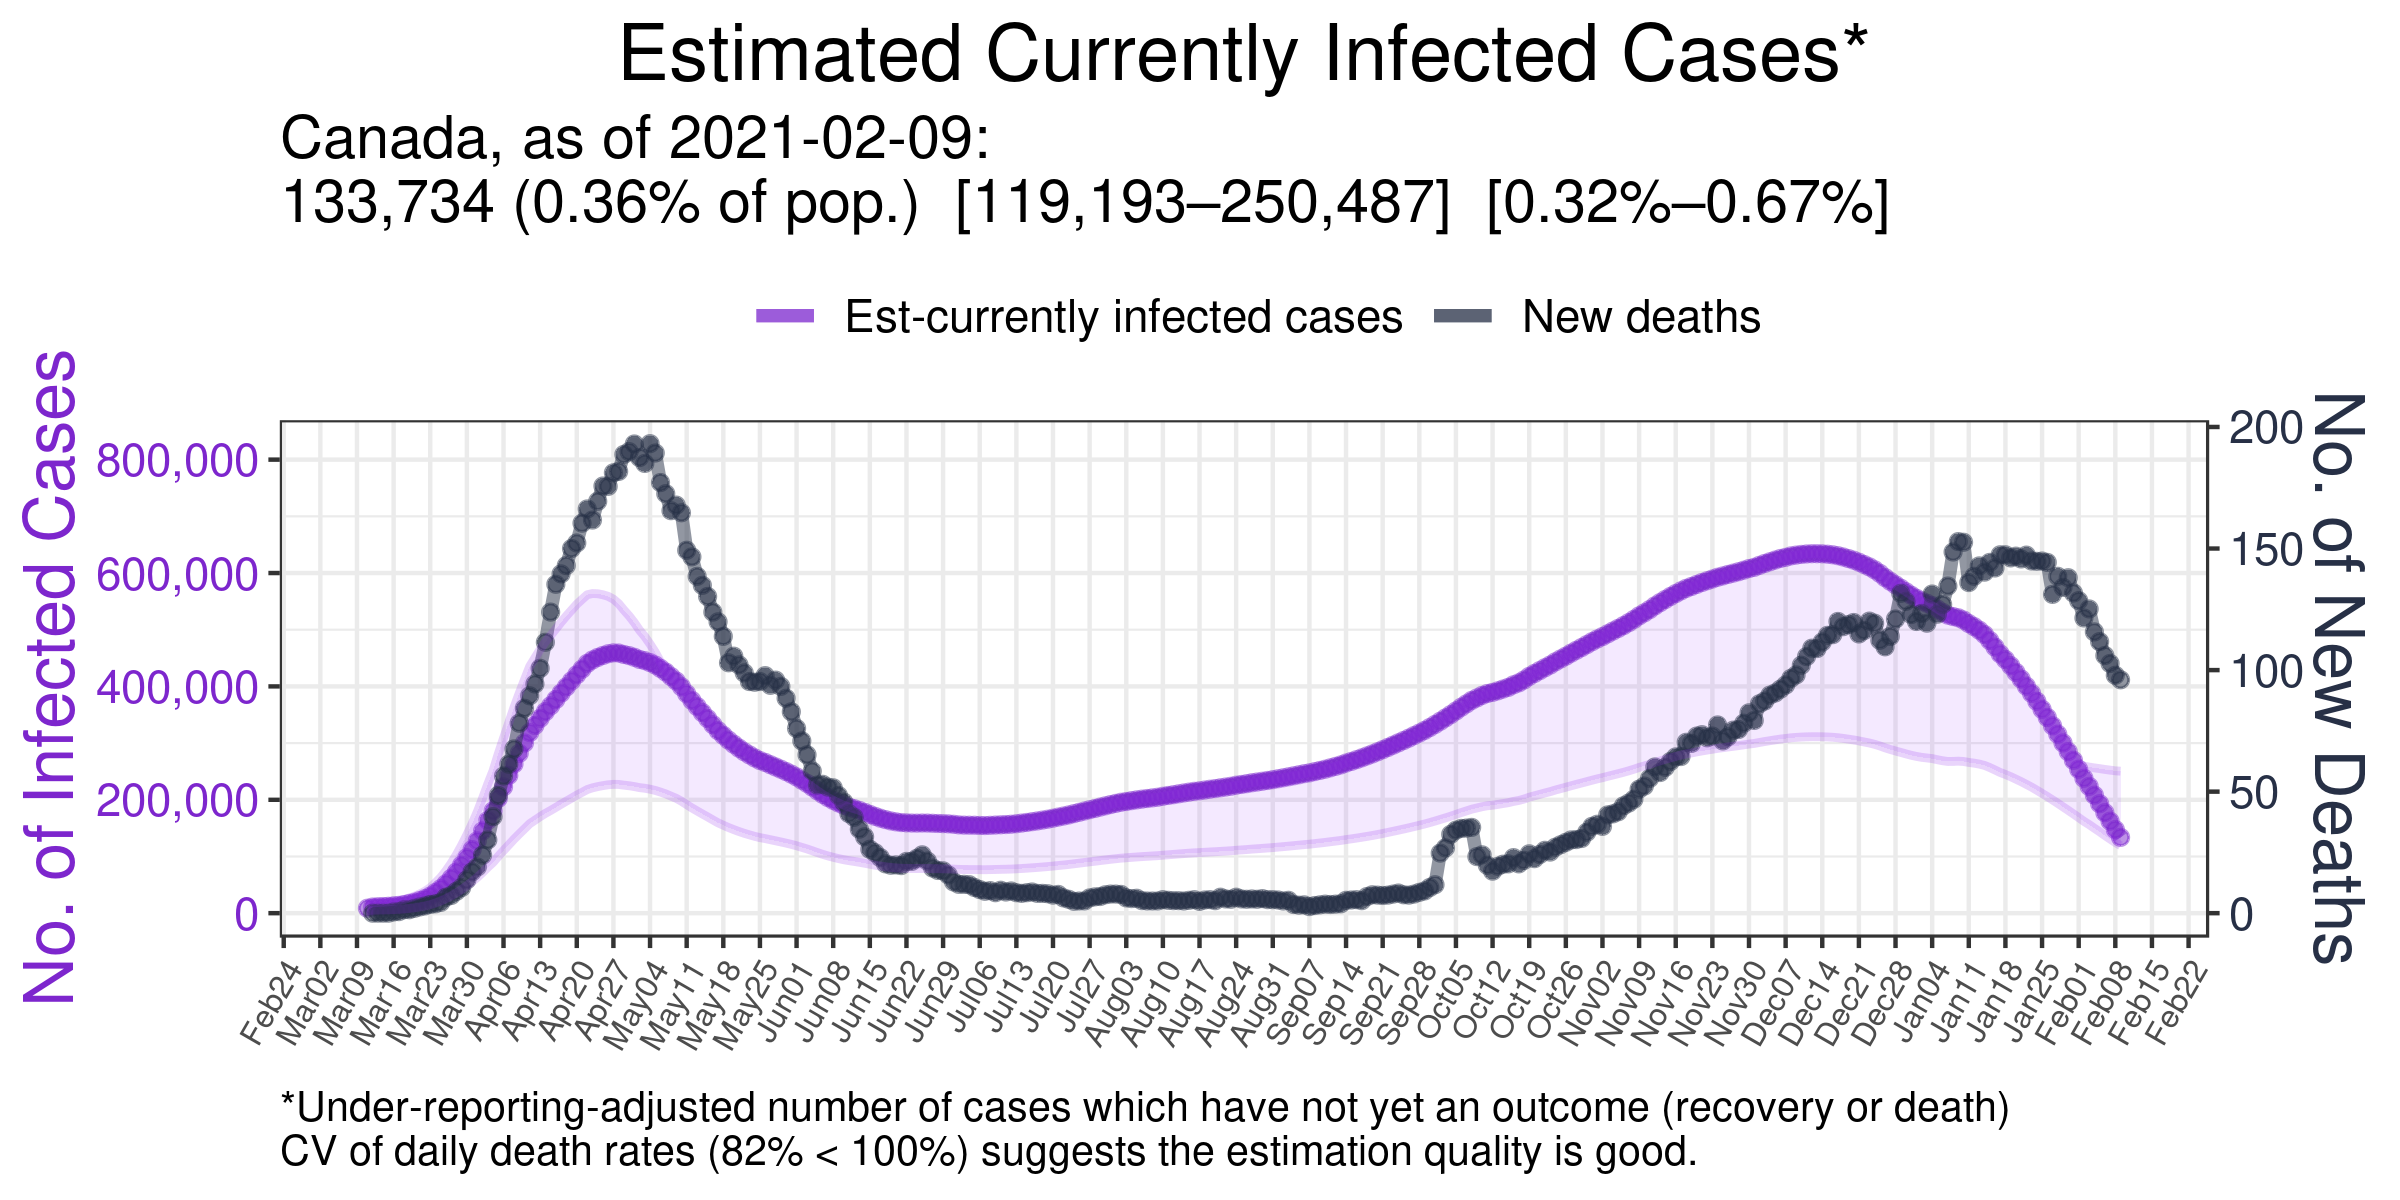 Estimated Currently Infected Cases*
Canada, as of 2021-02-09:
133,734 (0.36% of pop.) [119,193–250,487] [0.32%–0.67%]
Est-currently infected cases New deaths
No. of Infected Cases
800,000
600,000
400,000
200,000
0
200
150
100
50
0
No. of New Deaths
Feb24 Mar02 Mar09 Mar16 Mar23 Mar30 Apr06 Apr13 Apr20 Apr27 May04 May11 May18 May25 Jun01 Jun08 Jun15 Jun22 Jun29 Jul06 Jul13 Jul20 Jul27 Aug03 Aug10 Aug17 Aug24 Aug31 Sep07 Sep14 Sep21 Sep28 Oct05 Oct12 Oct19 Oct26 Nov02 Nov09 Nov16 Nov23 Nov30 Dec07 Dec14 Dec21 Dec28 Jan04 Jan11 Jan18 Jan25 Feb01 Feb08 Feb15 Feb22
*Under-reporting-adjusted number of cases which have not yet an outcome (recovery or death)
CV of daily death rates (82% < 100%) suggests the estimation quality is good.